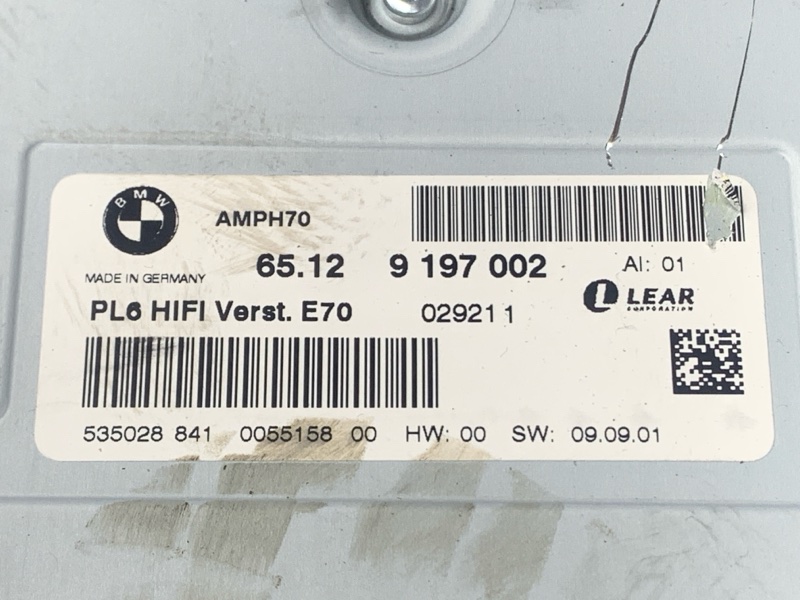 BMW
AMPH70
65.12 9 197 002 AI: 01
MADE IN GERMANY
LEAR
CORPORATION
PL6 HIFI Verst. E70 029211
535028 841 0055158 00 HW: 00 SW: 09.09.01